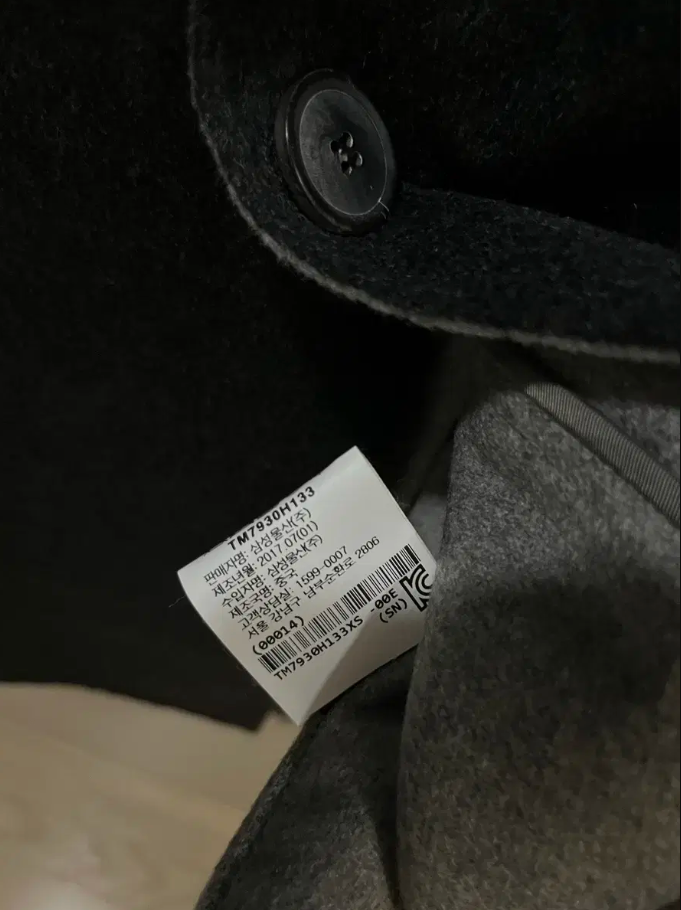 TM7930H133
판매자명: 삼성물산(주)
제조년월: 2017 07(01)
수입자명: 삼성물산(주)
제조국명: 중국
고객상담실: 1599-0007
서울 강남구 남부순환로 2806
(00014)
TM7930H133XS -00E
(SN)